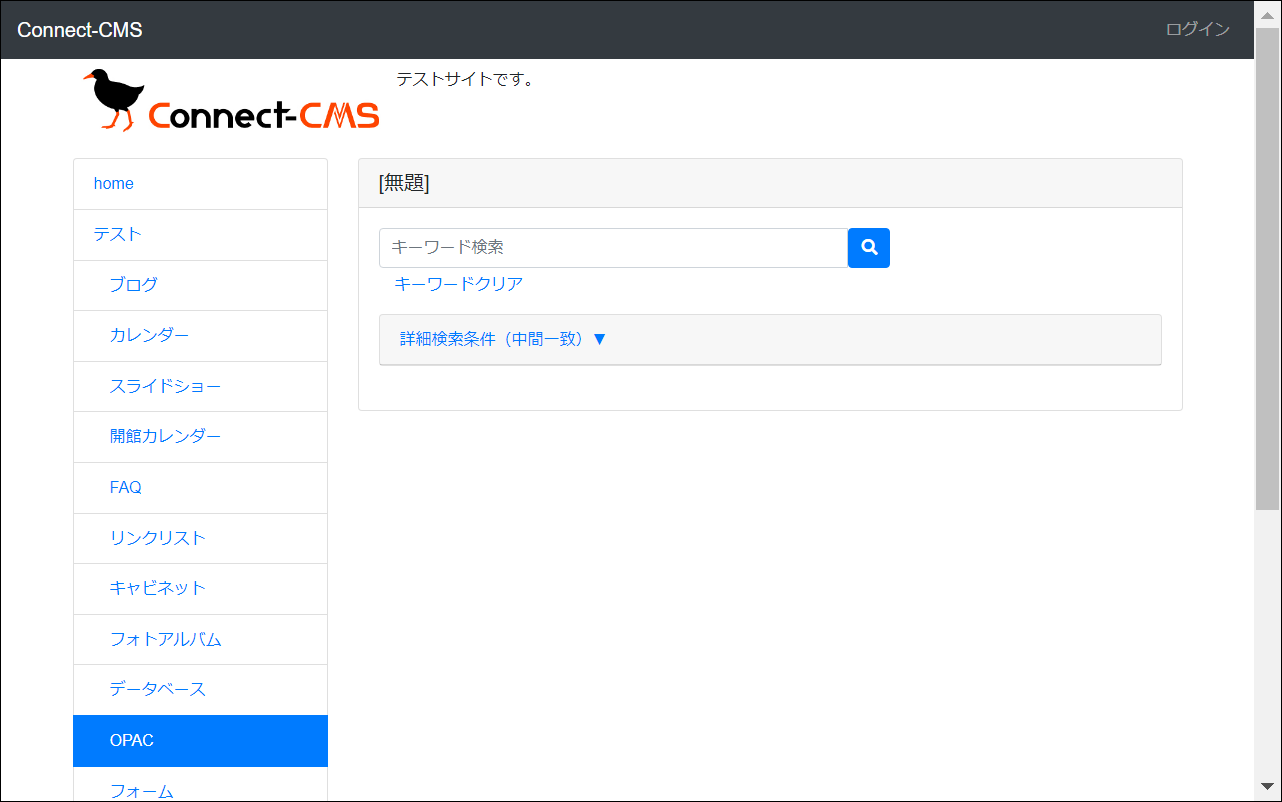 Connect-CMS
ログイン
Connect-CMS
テストサイトです。
home
テスト
ブログ
カレンダー
スライドショー
開館カレンダー
FAQ
リンクリスト
キャビネット
フォトアルバム
データベース
OPAC
フォーム
[無題]
キーワード検索
キーワードクリア
詳細検索条件（中間一致）▼